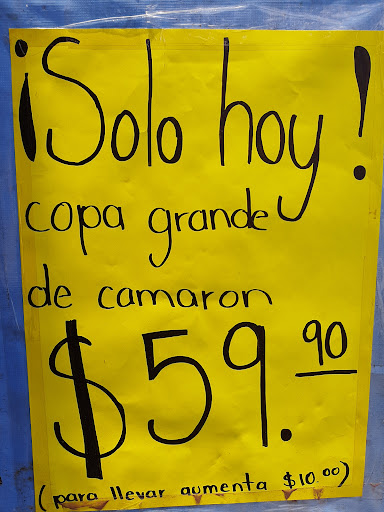 ¡Solo hoy!
copa grande
de camaron
$59.90
(para llevar aumenta $10.00)